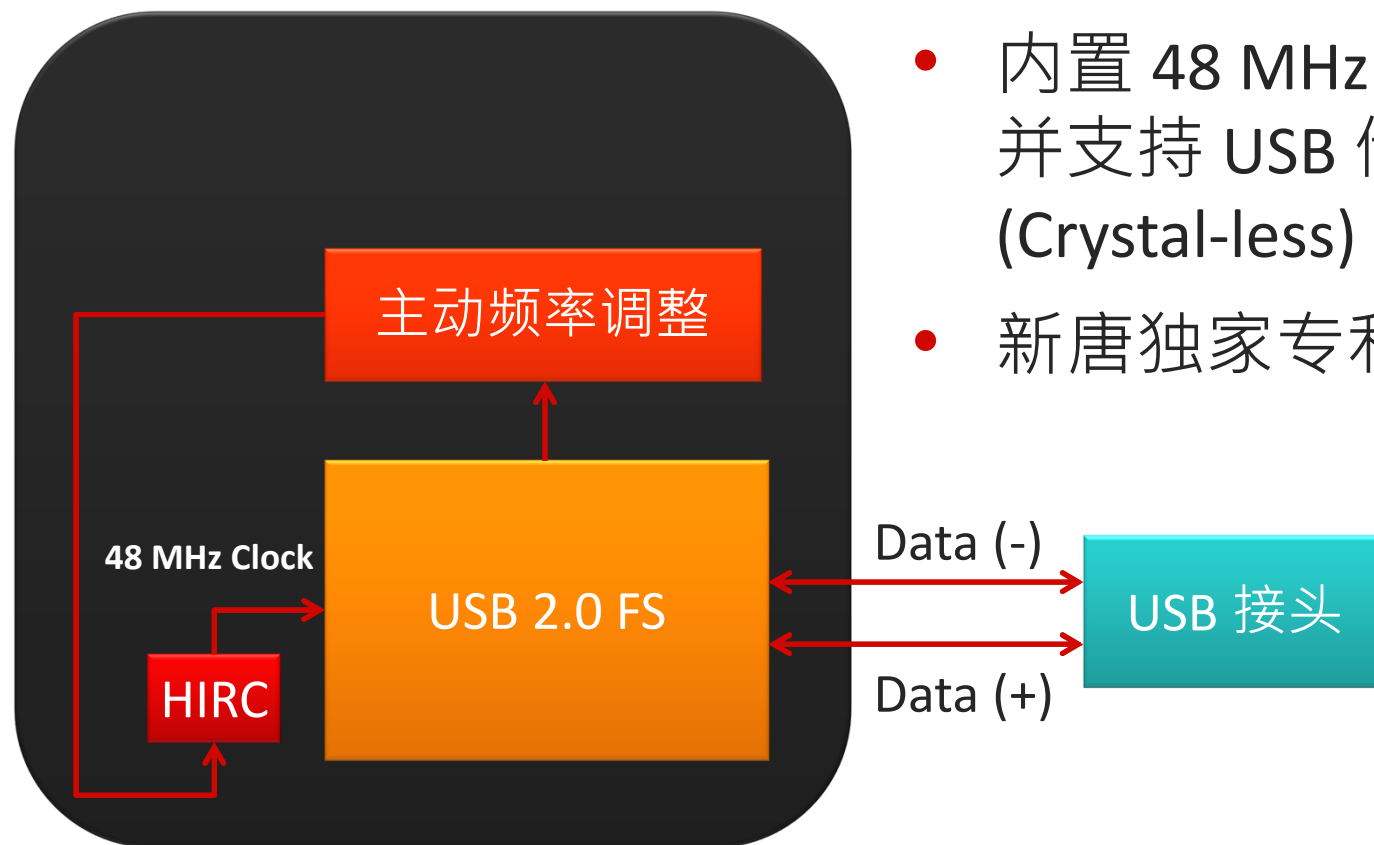 内置 48 MHz
并支持 USB
(Crystal-less)
新唐独家专
主动频率调整
48 MHz Clock
USB 2.0 FS
HIRC
Data (-)
Data (+)
USB 接头